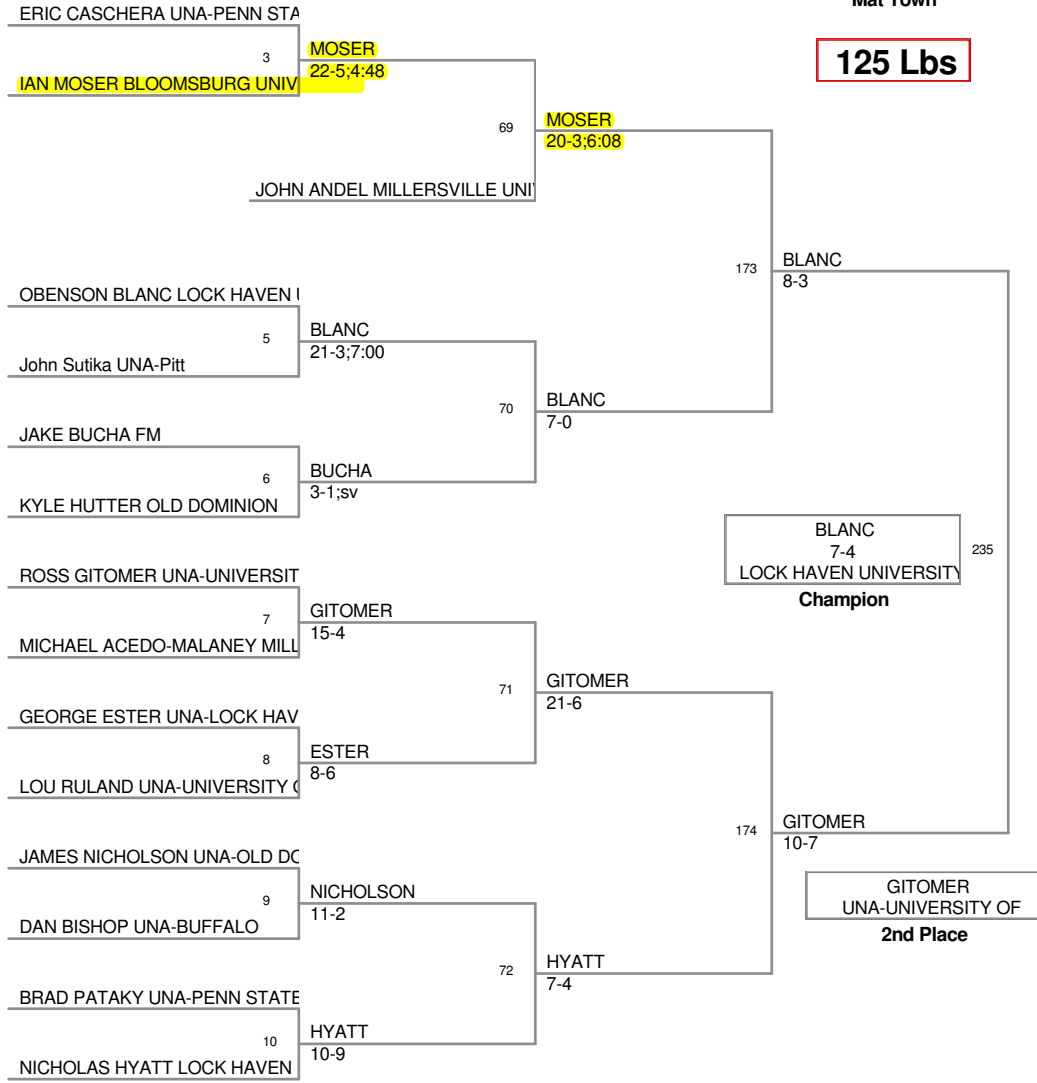 Mat Town
125 Lbs
ERIC CASCHERA UNA-PENN STA
3
MOSER
22-5;4:48
IAN MOSER BLOOMSBURG UNIV
69
MOSER
20-3;6:08
JOHN ANDEL MILLERSVILLE UNI
173
BLANC
8-3
OBENSON BLANC LOCK HAVEN
5
BLANC
21-3;7:00
John Sutika UNA-Pitt
70
BLANC
7-0
JAKE BUCHA FM
6
BUCHA
3-1;sv
KYLE HUTTER OLD DOMINION
BLANC
7-4
LOCK HAVEN UNIVERSITY
Champion
235
ROSS GITOMER UNA-UNIVERSIT
7
GITOMER
15-4
MICHAEL ACEDO-MALANEY MILL
71
GITOMER
21-6
GEORGE ESTER UNA-LOCK HAV
8
ESTER
8-6
LOU RULAND UNA-UNIVERSITY
174
GITOMER
10-7
JAMES NICHOLSON UNA-OLD DO
9
NICHOLSON
11-2
DAN BISHOP UNA-BUFFALO
GITOMER
UNA-UNIVERSITY OF
2nd Place
72
HYATT
7-4
BRAD PATAKY UNA-PENN STATE
10
HYATT
10-9
NICHOLAS HYATT LOCK HAVEN